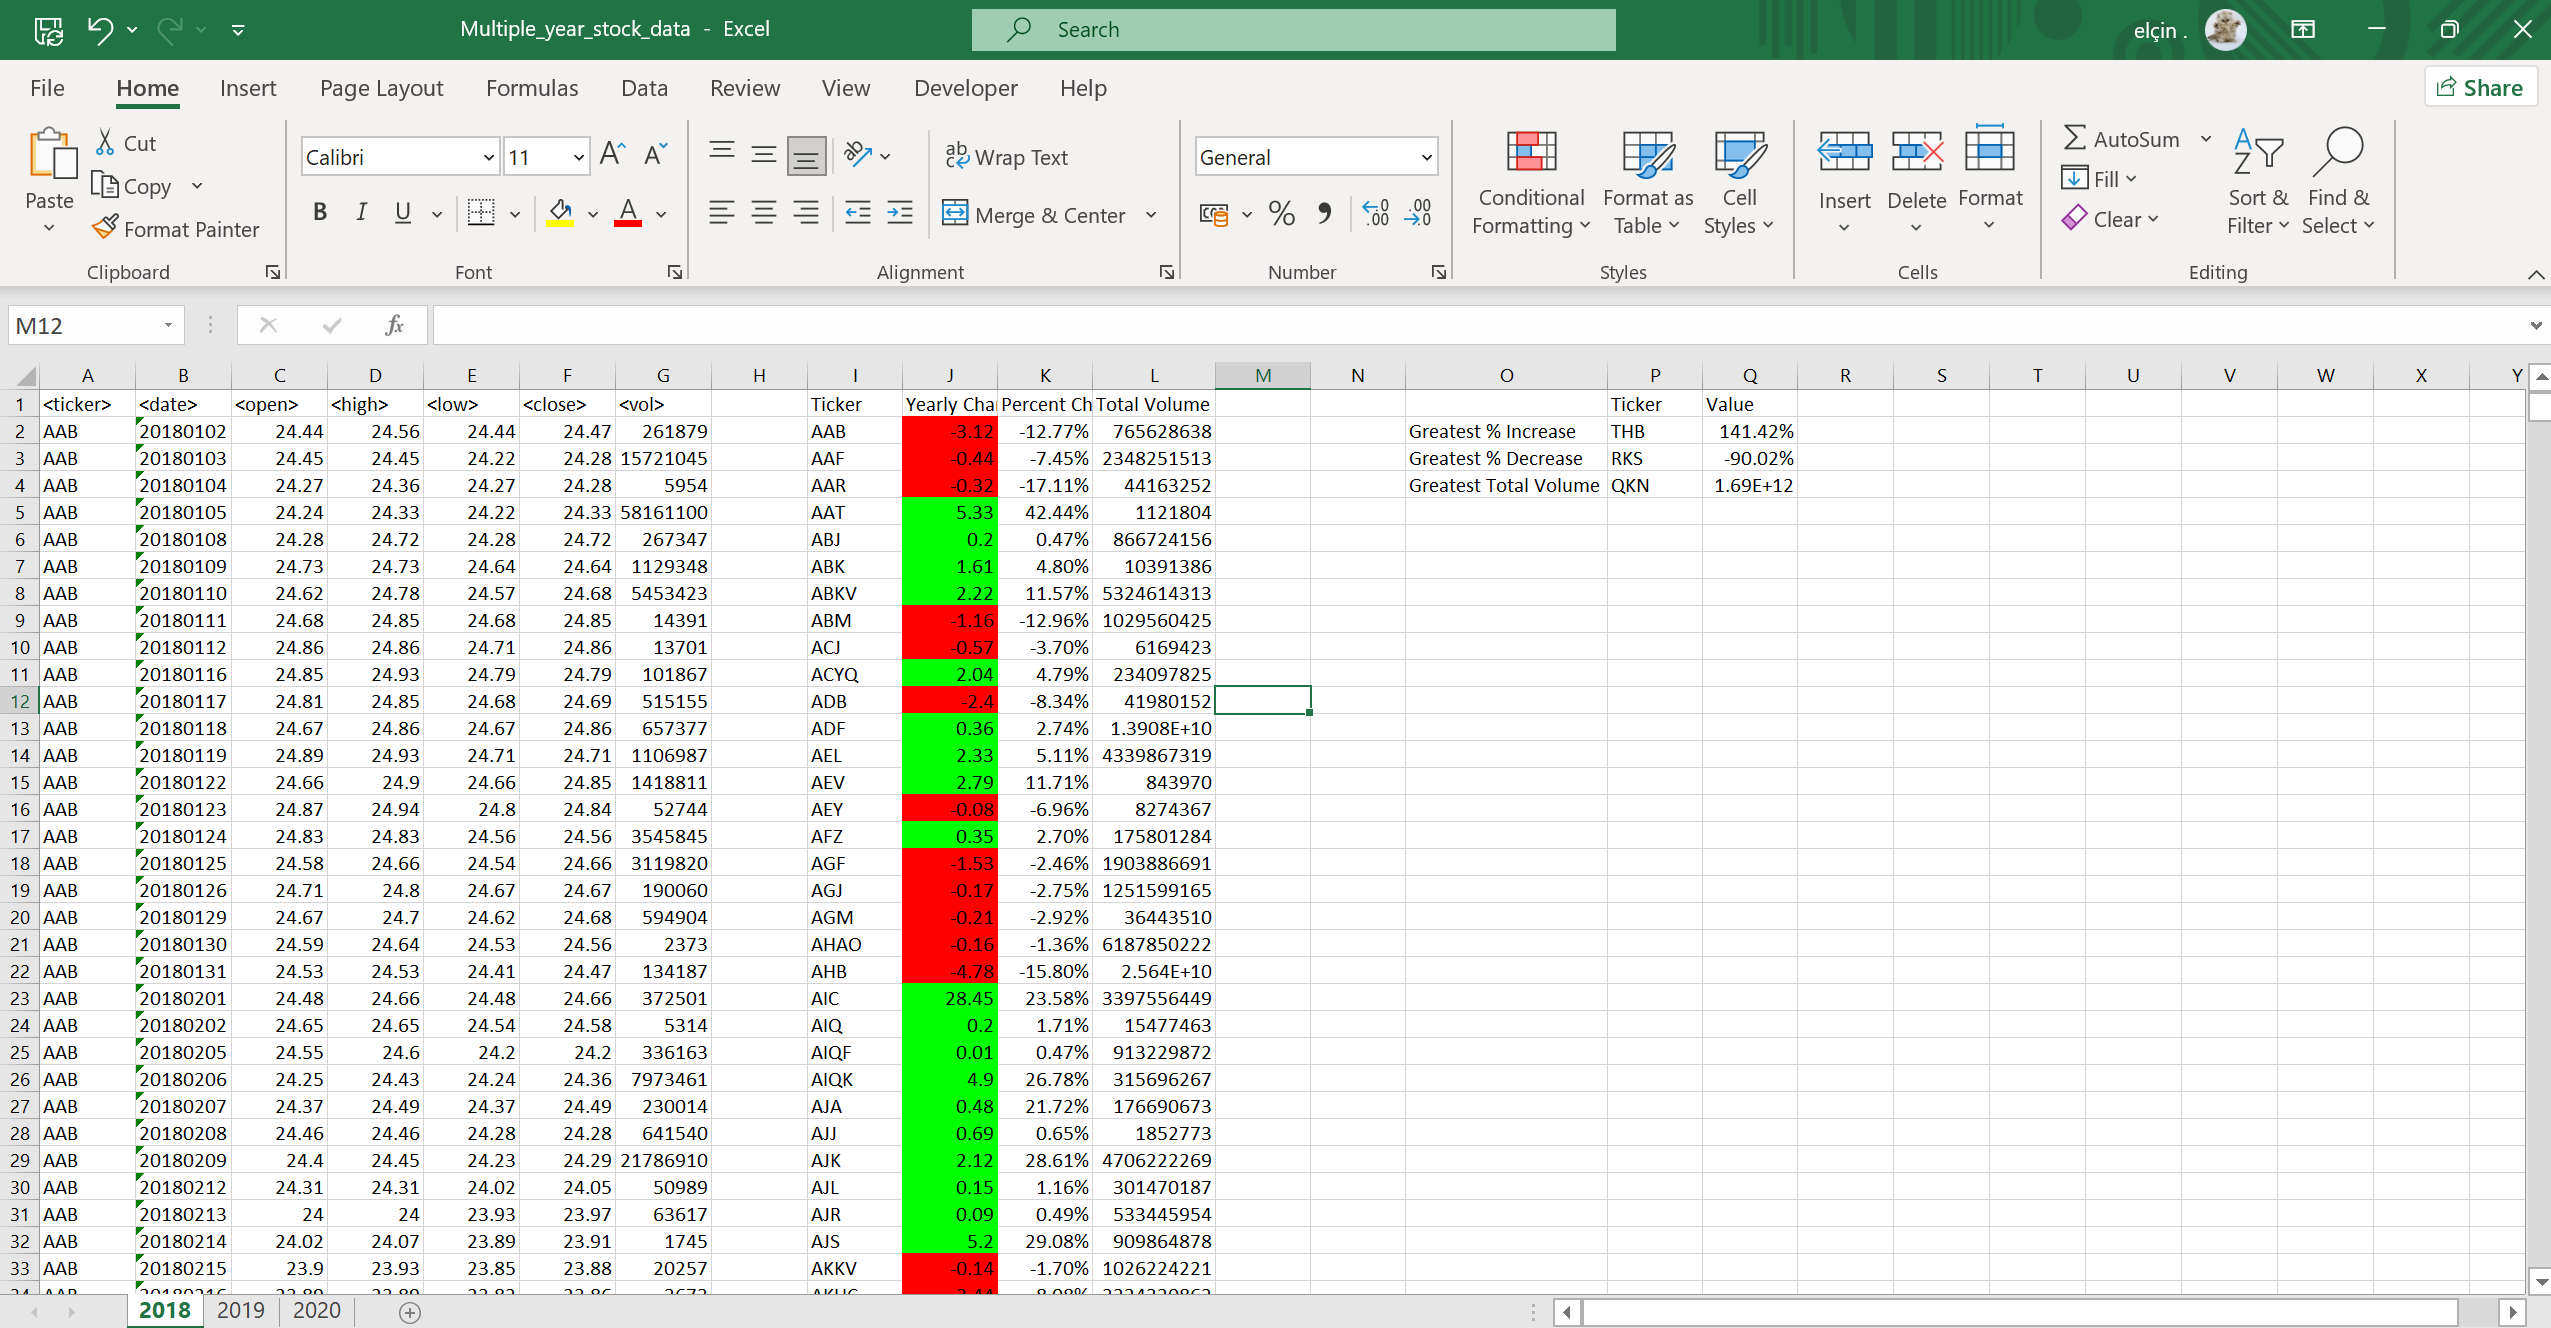 Multiple_year_stock_data - Excel
Search
elçin .
File Home Insert Page Layout Formulas Data Review View Developer Help
Share
Paste
Cut
Copy
Format Painter
Clipboard
Calibri 11
B I U
Font
Wrap Text
Merge & Center
Alignment
General
Number
Conditional Formatting
Format as Table
Cell Styles
Styles
Insert Delete Format
Cells
AutoSum
Fill
Clear
Sort & Filter
Find & Select
Editing
M12
fx
A B C D E F G H I J K L M N O P Q R S T U V W X Y
1 <ticker> <date> <open> <high> <low> <close> <vol> Ticker Yearly Cha Percent Ch Total Volume Ticker Value
2 AAB 20180102 24.44 24.56 24.44 24.47 261879 AAB -3.12 -12.77% 765628638 Greatest % Increase THB 141.42%
3 AAB 20180103 24.45 24.45 24.22 24.28 15721045 AAF -0.44 -7.45% 2348251513 Greatest % Decrease RKS -90.02%
4 AAB 20180104 24.27 24.36 24.27 24.28 5954 AAR -0.32 -17.11% 44163252 Greatest Total Volume QKN 1.69E+12
5 AAB 20180105 24.24 24.33 24.22 24.33 58161100 AAT 5.33 42.44% 1121804
6 AAB 20180108 24.28 24.72 24.28 24.72 267347 ABJ 0.2 0.47% 866724156
7 AAB 20180109 24.73 24.73 24.64 24.64 1129348 ABK 1.61 4.80% 10391386
8 AAB 20180110 24.62 24.78 24.57 24.68 5453423 ABKV 2.22 11.57% 5324614313
9 AAB 20180111 24.68 24.85 24.68 24.85 14391 ABM -1.16 -12.96% 1029560425
10 AAB 20180112 24.86 24.86 24.71 24.86 13701 ACJ -0.57 -3.70% 6169423
11 AAB 20180116 24.85 24.93 24.79 24.79 101867 ACYQ 2.04 4.79% 234097825
12 AAB 20180117 24.81 24.85 24.68 24.69 515155 ADB -2.4 -8.34% 41980152
13 AAB 20180118 24.67 24.86 24.67 24.86 657377 ADF 0.36 2.74% 1.3908E+10
14 AAB 20180119 24.89 24.93 24.71 24.71 1106987 AEL 2.33 5.11% 4339867319
15 AAB 20180122 24.66 24.9 24.66 24.85 1418811 AEV 2.79 11.71% 843970
16 AAB 20180123 24.87 24.94 24.8 24.84 52744 AEY -0.08 -6.96% 8274367
17 AAB 20180124 24.83 24.83 24.56 24.56 3545845 AFZ 0.35 2.70% 175801284
18 AAB 20180125 24.58 24.66 24.54 24.66 3119820 AGF -1.53 -2.46% 1903886691
19 AAB 20180126 24.71 24.8 24.67 24.67 190060 AGJ -0.17 -2.75% 1251599165
20 AAB 20180129 24.67 24.7 24.62 24.68 594904 AGM -0.21 -2.92% 36443510
21 AAB 20180130 24.59 24.64 24.53 24.56 2373 AHAO -0.16 -1.36% 6187850222
22 AAB 20180131 24.53 24.53 24.41 24.47 134187 AHB -4.78 -15.80% 2.564E+10
23 AAB 20180201 24.48 24.66 24.48 24.66 372501 AIC 28.45 23.58% 3397556449
24 AAB 20180202 24.65 24.65 24.54 24.58 5314 AIQ 0.2 1.71% 15477463
25 AAB 20180205 24.55 24.6 24.2 24.2 336163 AIQF 0.01 0.47% 913229872
26 AAB 20180206 24.25 24.43 24.24 24.36 7973461 AIQK 4.9 26.78% 315696267
27 AAB 20180207 24.37 24.49 24.37 24.49 230014 AJA 0.48 21.72% 176690673
28 AAB 20180208 24.46 24.46 24.28 24.28 641540 AJJ 0.69 0.65% 1852773
29 AAB 20180209 24.4 24.45 24.23 24.29 21786910 AJK 2.12 28.61% 4706222269
30 AAB 20180212 24.31 24.31 24.02 24.05 50989 AJL 0.15 1.16% 301470187
31 AAB 20180213 24 24 23.93 23.97 63617 AJR 0.09 0.49% 533445954
32 AAB 20180214 24.02 24.07 23.89 23.91 1745 AJS 5.2 29.08% 909864878
33 AAB 20180215 23.9 23.93 23.85 23.88 20257 AKKV -0.14 -1.70% 1026224221
2018 2019 2020